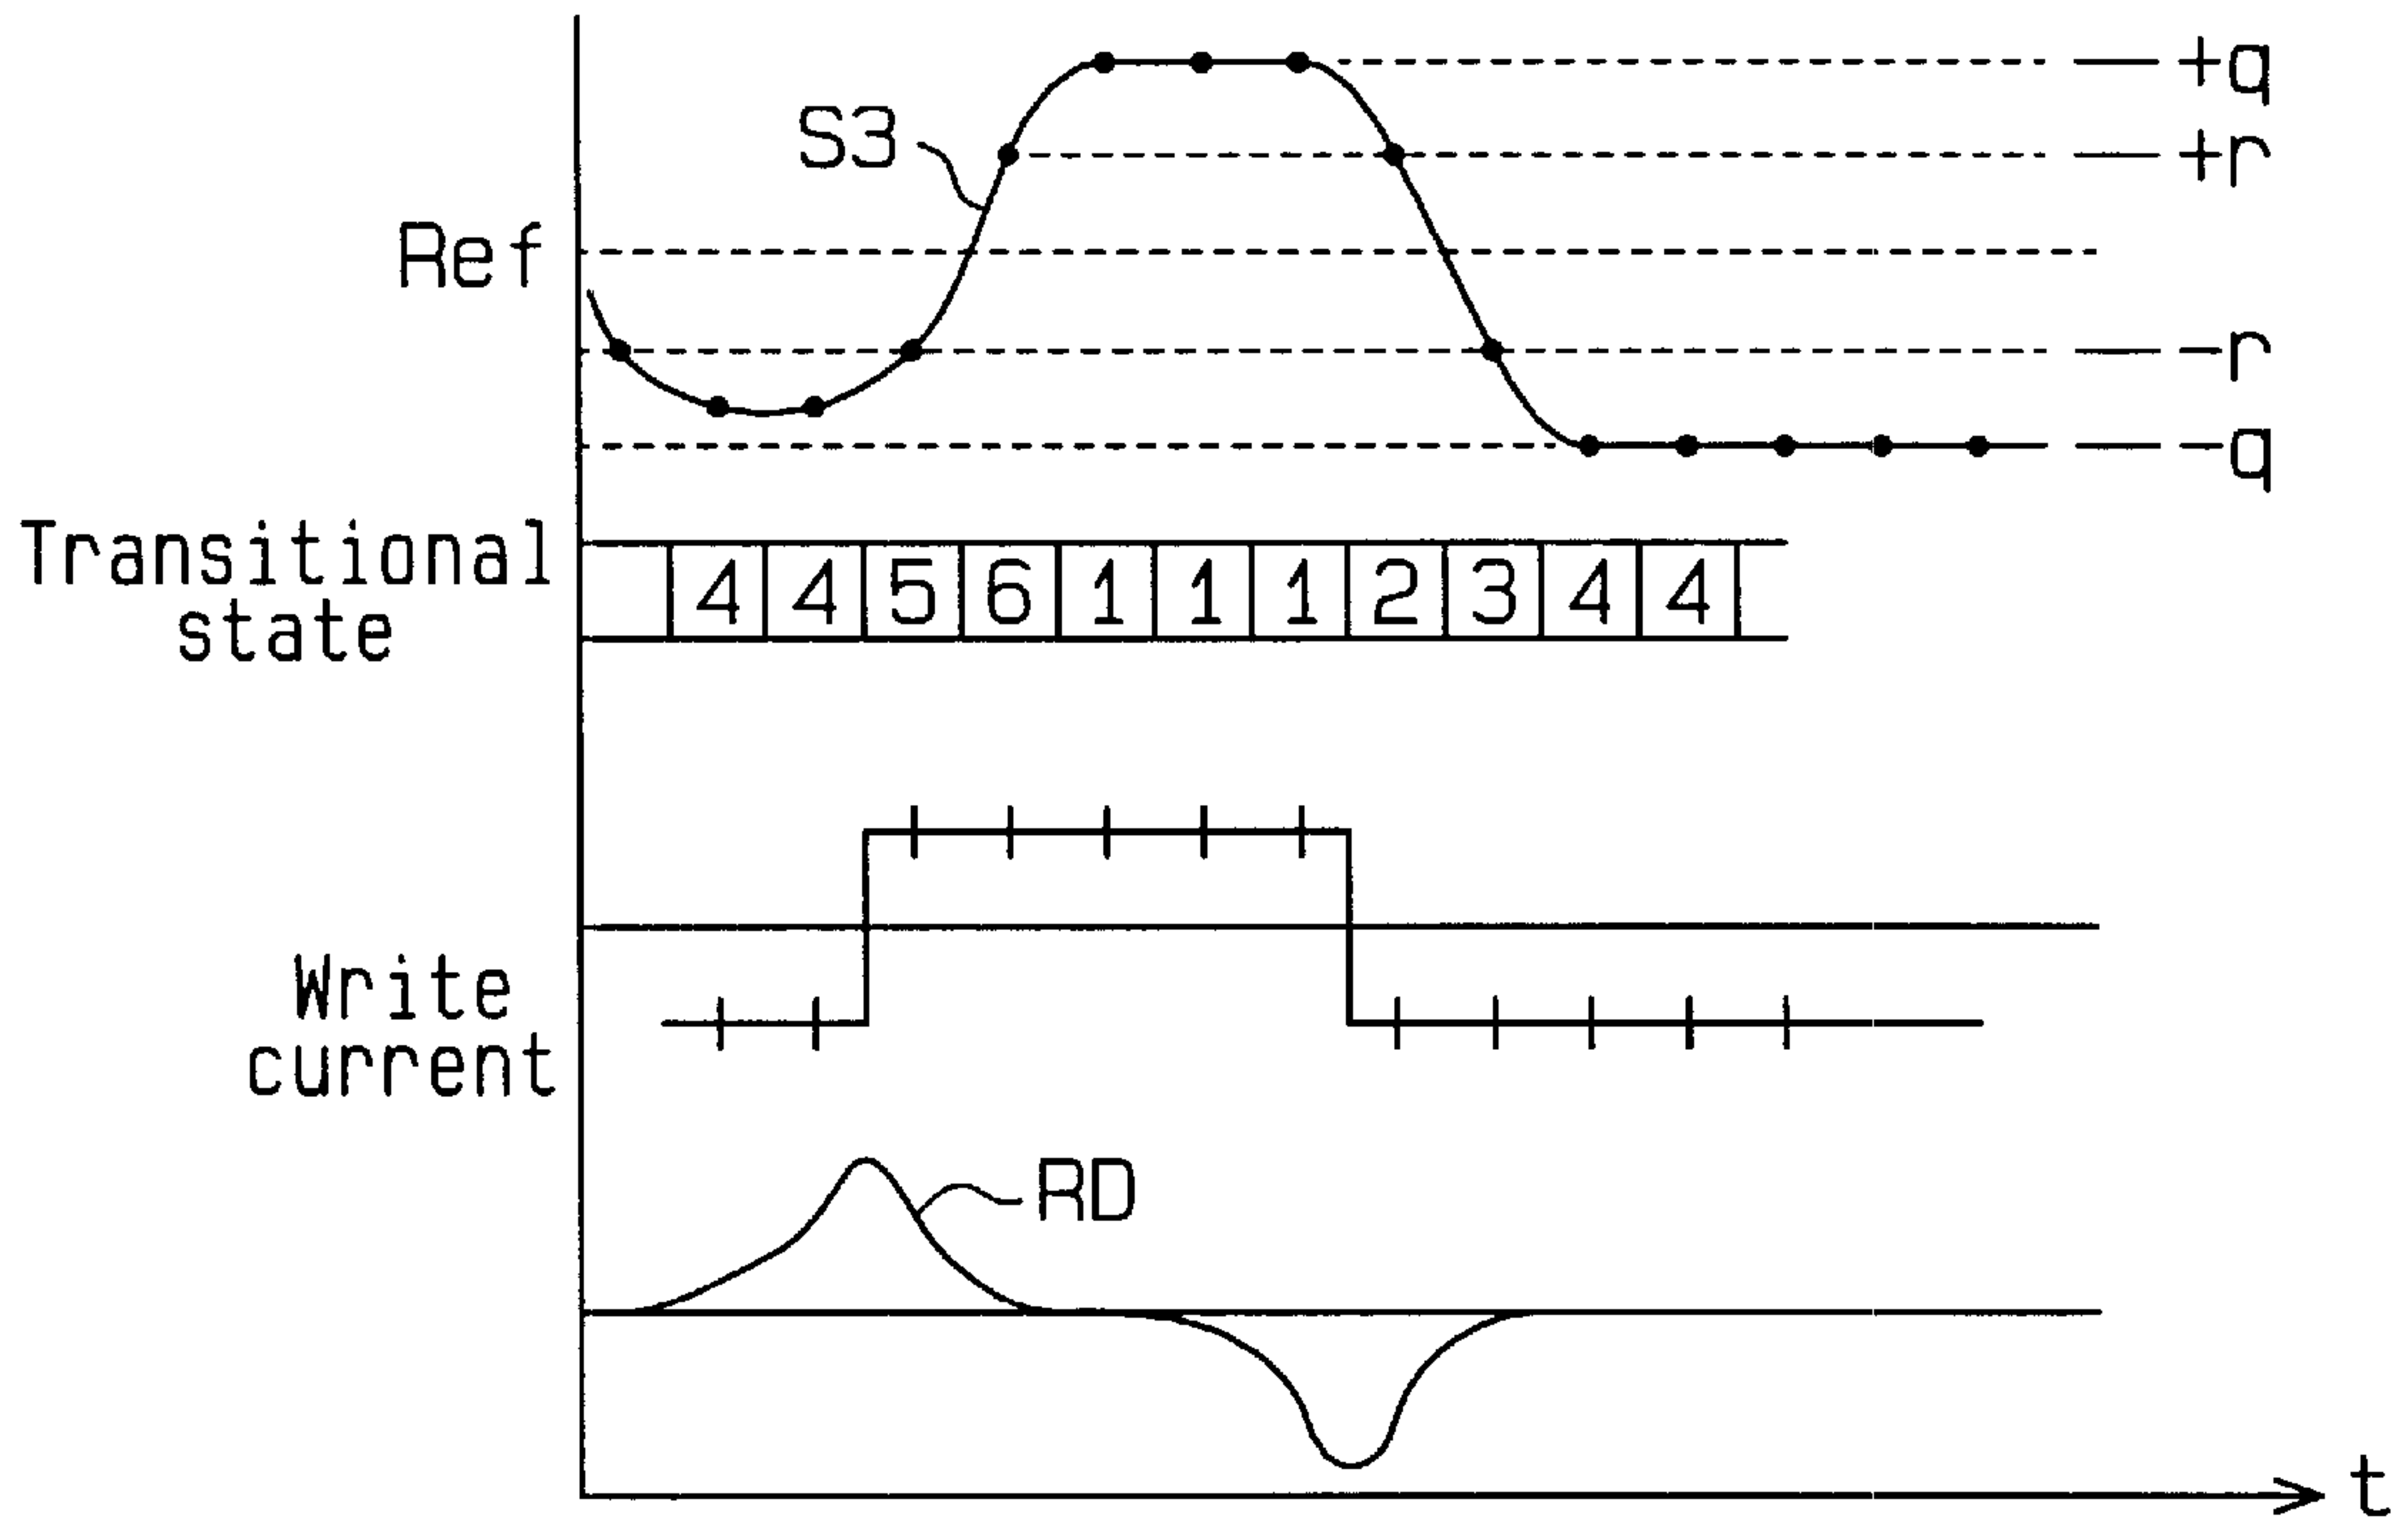 +q
S3
+r
Ref
-r
-q
Transitional
state
4 4 5 6 1 1 1 2 3 4 4
Write
current
RD
t